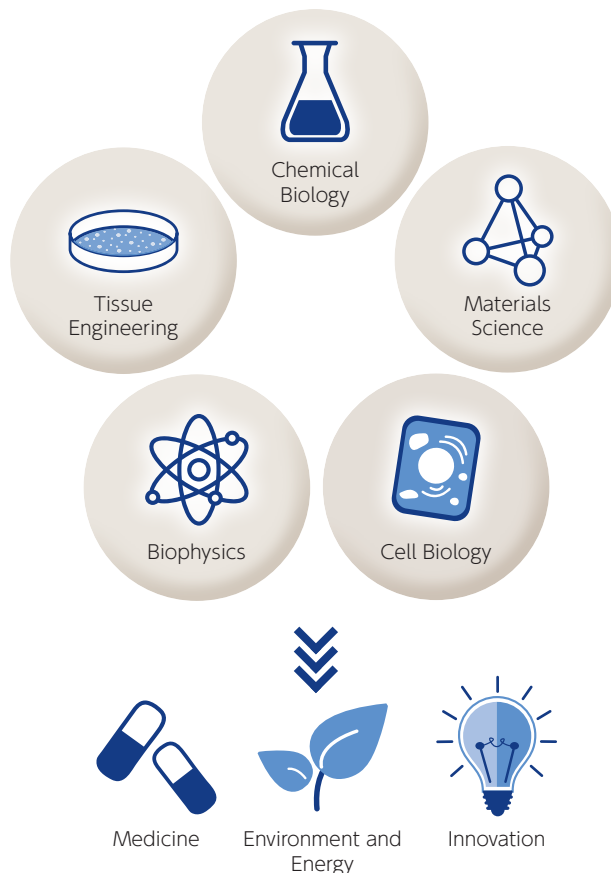 Chemical
Biology
Tissue
Engineering
Materials
Science
Biophysics
Cell Biology
Medicine
Environment and
Energy
Innovation